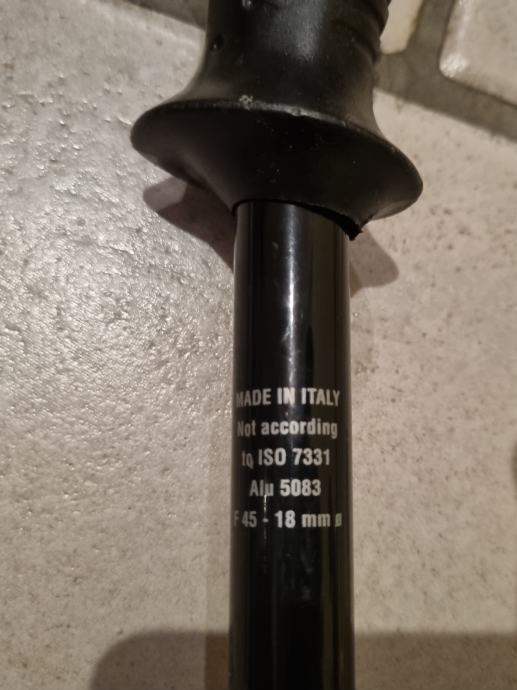 MADE IN ITALY
Not according
to ISO 7331
Alu 5083
F 45 - 18 mm ø